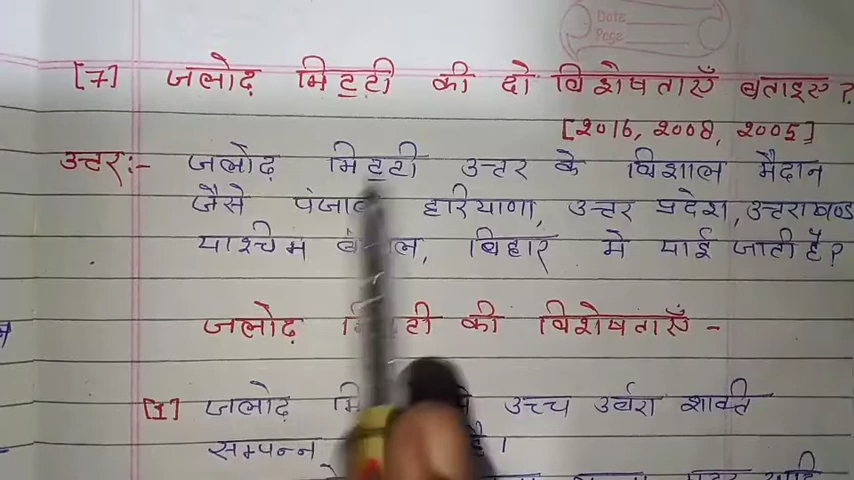 Date
Page
[7] जलोढ़ मिट्टी की दो विशेषताएँ बताइए ?
[2016, 2008, 2005]
उत्तर:- जलोढ़ मिट्टी उत्तर के विशाल मैदान
जैसे पंजाब हरियाणा, उत्तर प्रदेश, उत्तराखण्ड
पाश्चिम बंगाल, बिहार मे पाई जाती है?
जलोढ़ मिट्टी की विशेषताएँ -
[1] जलोढ़ उच्च उर्वरा शक्ति
सम्पन्न है।